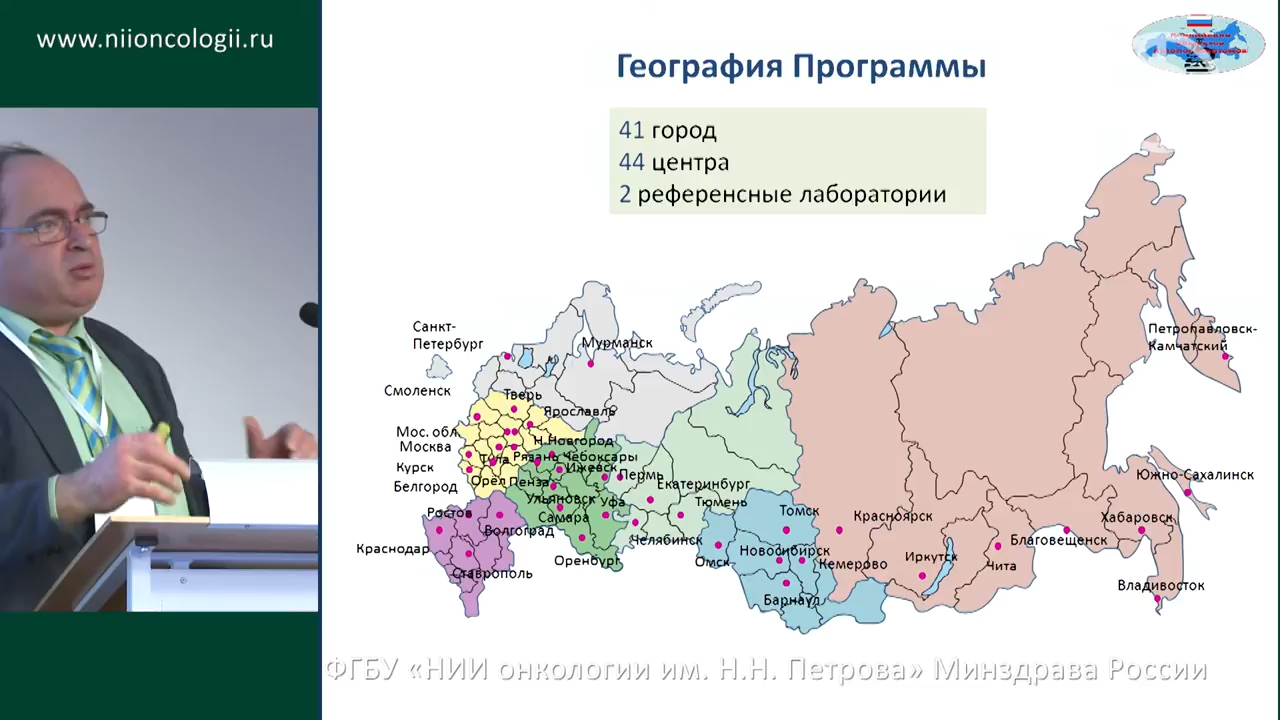 www.niioncologii.ru
География Программы
41 город
44 центра
2 референсные лаборатории
Санкт-
Петербург
Мурманск
Петропавловск-
Камчатский
Смоленск
Тверь
Ярославль
Мос. обл.
Москва
Н.Новгород
Тула
Рязань
Чебоксары
Курск
Ижевск
Пермь
Белгород
Орёл
Пенза
Екатеринбург
Южно-Сахалинск
Ульяновск
Уфа
Тюмень
Ростов
Самара
Томск
Красноярск
Хабаровск
Волгоград
Челябинск
Благовещенск
Краснодар
Оренбург
Омск
Новосибирск
Кемерово
Иркутск
Чита
Ставрополь
Барнаул
Владивосток
ФГБУ «НИИ онкологии им. Н.Н. Петрова» Минздрава России